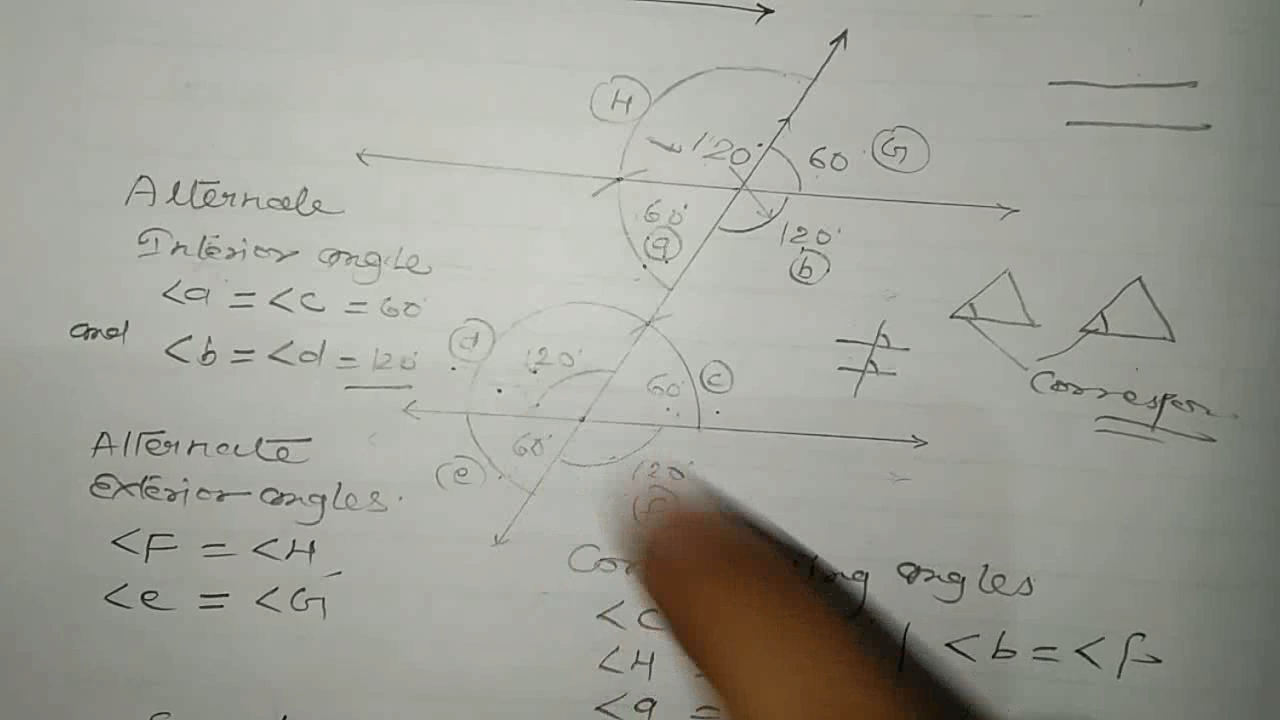 H
120°
60
G
Alternate
Interior angle
<a = <c = 60°
and
<b = <d = 120°
60°
a
120°
b
d
120°
60°
c
Correspon
Alternate
Exterior angles.
<F = <H
<e = <G
60°
e
120°
angles
<c
<H
<b = <f
<a =